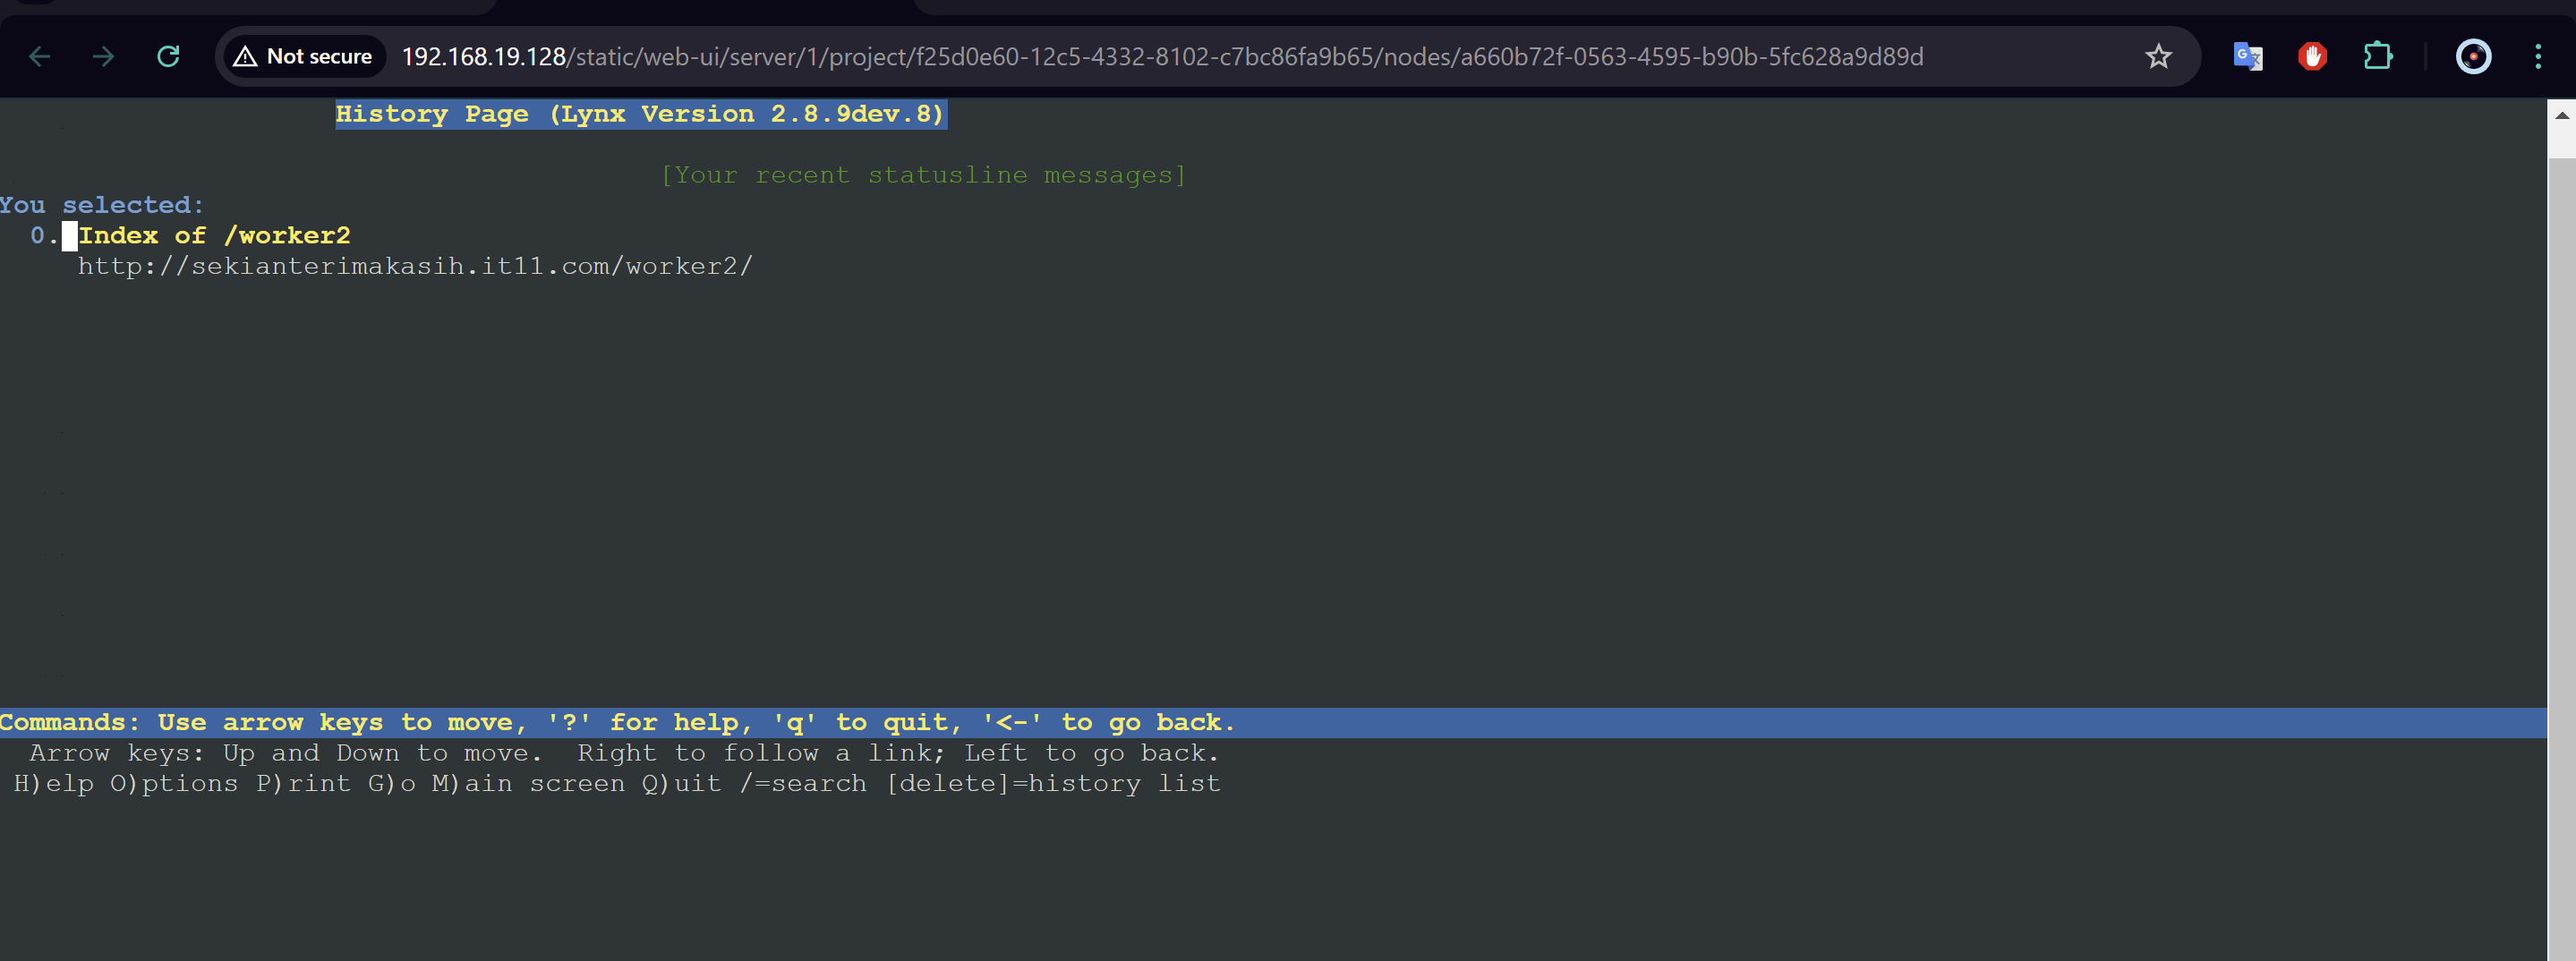 Not secure 192.168.19.128/static/web-ui/server/1/project/f25d0e60-12c5-4332-8102-c7bc86fa9b65/nodes/a660b72f-0563-4595-b90b-5fc628a9d89d
History Page (Lynx Version 2.8.9dev.8)
[Your recent statusline messages]
You selected:
0. Index of /worker2
http://sekianterimakasih.it11.com/worker2/
Commands: Use arrow keys to move, '?' for help, 'q' to quit, '<-' to go back.
Arrow keys: Up and Down to move. Right to follow a link; Left to go back.
H)elp O)ptions P)rint G)o M)ain screen Q)uit /=search [delete]=history list